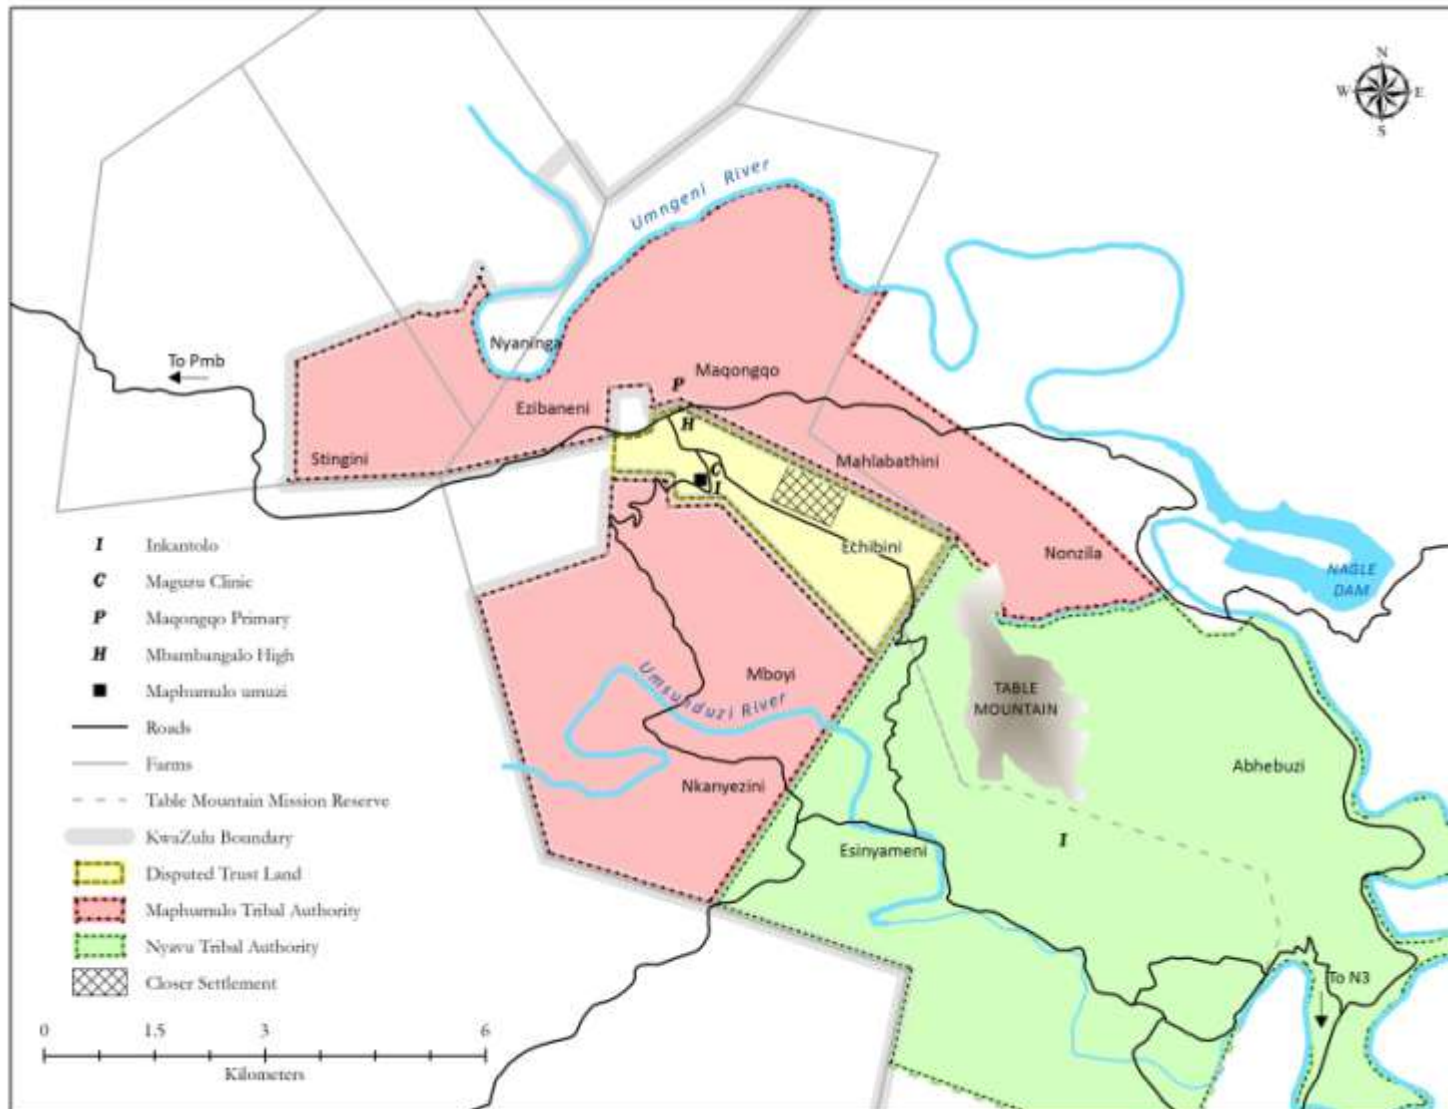 N
W
E
S
Umngeni River
To Pmb
Nyaninga
Maqongqo
P
Ezibaneni
H
Stingini
Mahlabathini
C
I
Echibini
Nonzila
NAGLE
DAM
Mboyi
Umsunduzi River
TABLE
MOUNTAIN
Nkanyezini
Abhebuzi
Esinyameni
I
To N3
I Inkantolo
C Maguzu Clinic
P Maqongqo Primary
H Mbambangalo High
Maphumulo umuzi
Roads
Farms
Table Mountain Mission Reserve
KwaZulu Boundary
Disputed Trust Land
Maphumulo Tribal Authority
Nyavu Tribal Authority
Closer Settlement
0 1.5 3 6
Kilometers